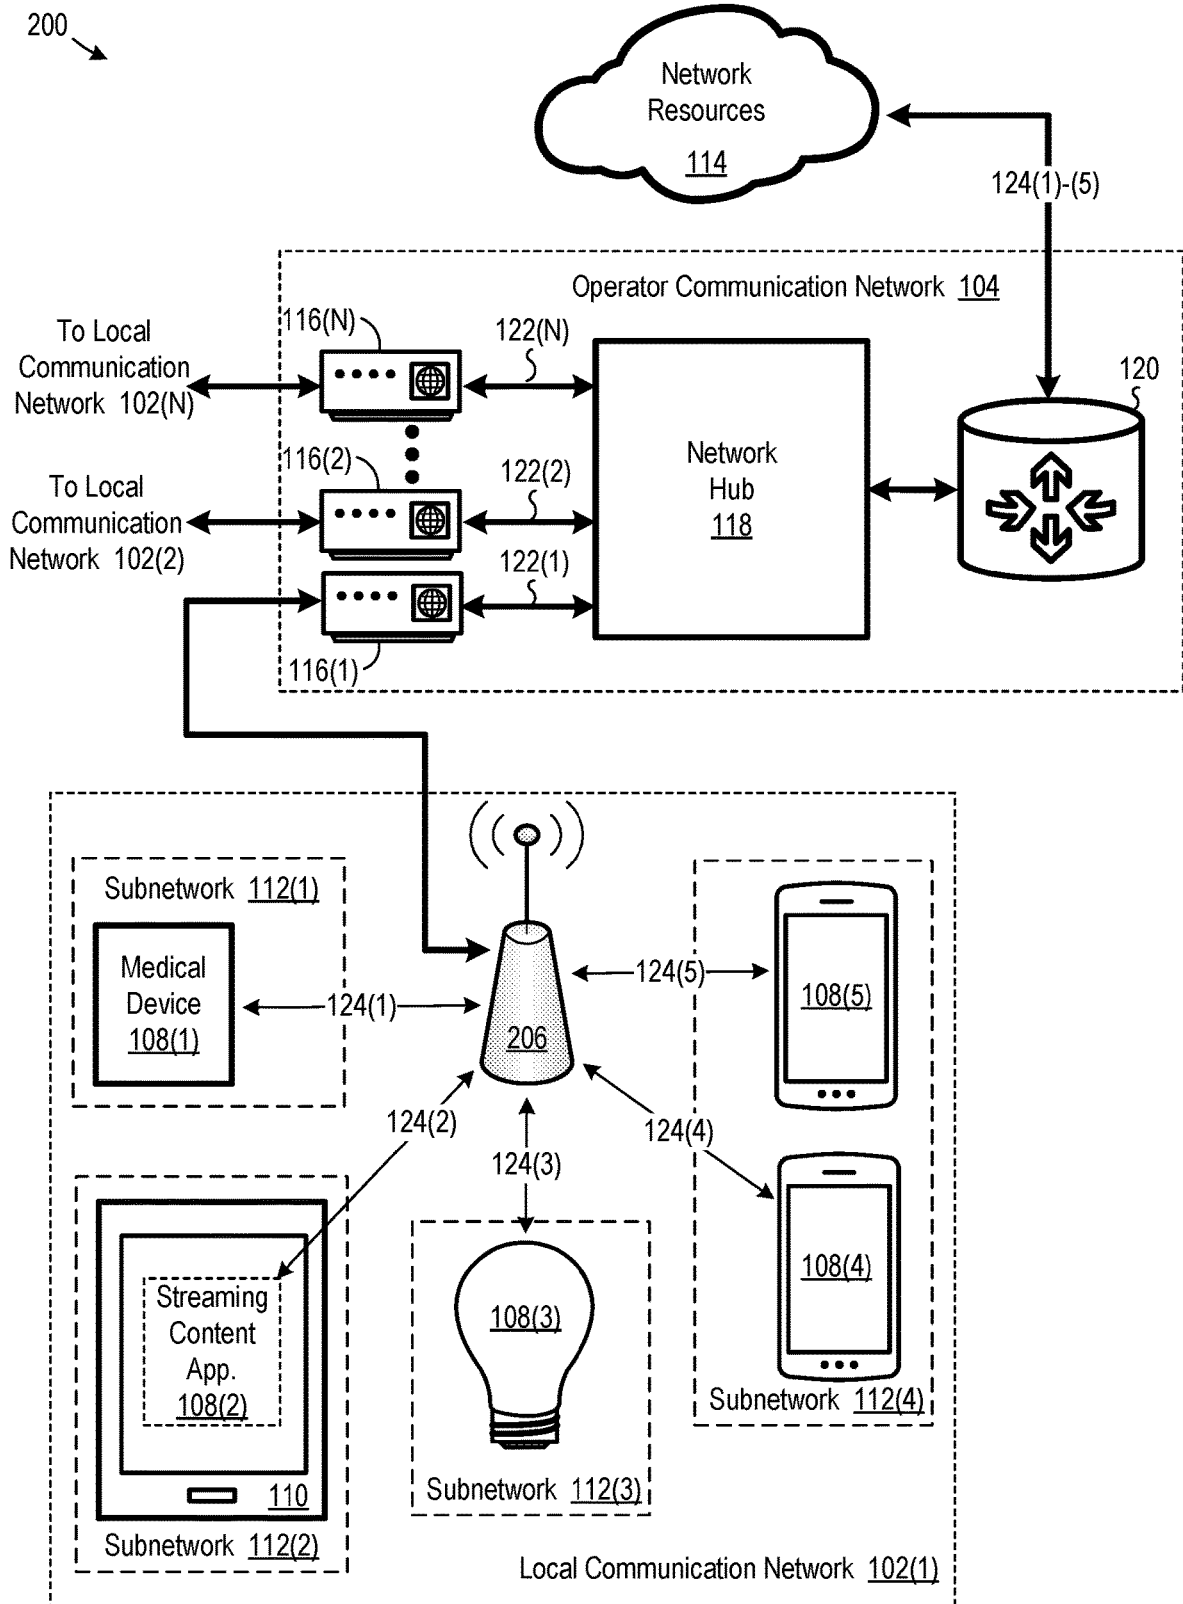 200
Network
Resources
114
124(1)-(5)
Operator Communication Network 104
116(N)
122(N)
To Local
Communication
Network 102(N)
120
116(2)
122(2)
Network
Hub
118
To Local
Communication
Network 102(2)
122(1)
116(1)
Subnetwork 112(1)
Medical
Device
108(1)
124(1)
206
124(5)
108(5)
124(2)
124(3)
124(4)
108(4)
Streaming
Content
App.
108(2)
108(3)
Subnetwork 112(4)
110
Subnetwork 112(3)
Subnetwork 112(2)
Local Communication Network 102(1)